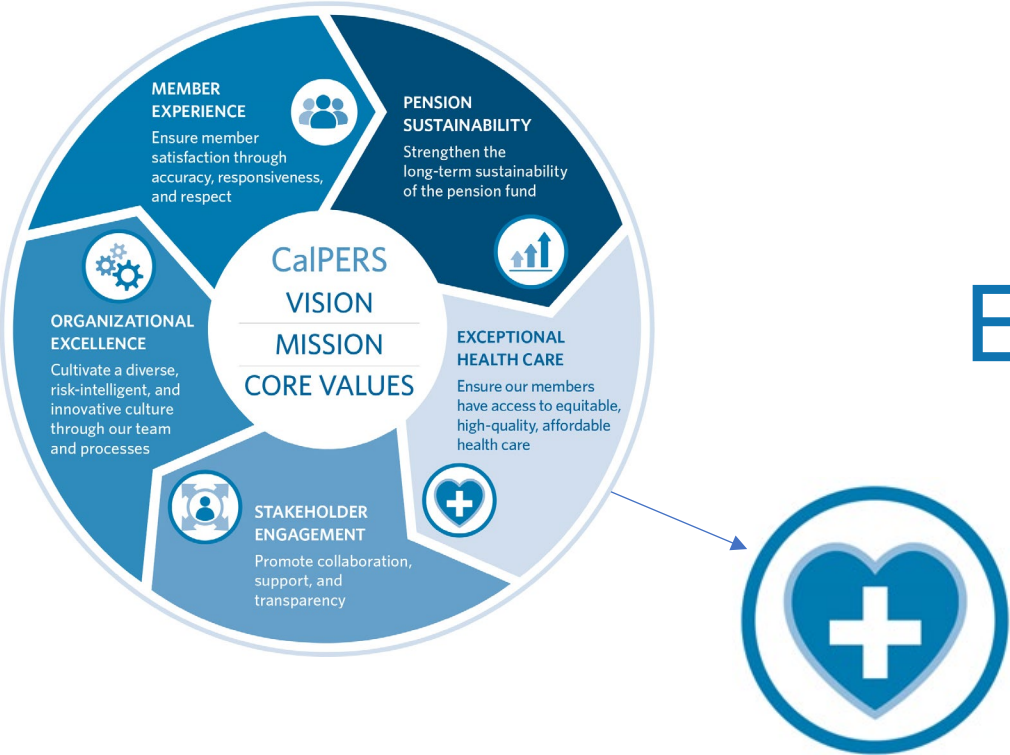 MEMBER
EXPERIENCE
Ensure member
satisfaction through
accuracy, responsiveness,
and respect
PENSION
SUSTAINABILITY
Strengthen the
long-term sustainability
of the pension fund
CalPERS
VISION
MISSION
CORE VALUES
ORGANIZATIONAL
EXCELLENCE
Cultivate a diverse,
risk-intelligent, and
innovative culture
through our team
and processes
EXCEPTIONAL
HEALTH CARE
Ensure our members
have access to equitable,
high-quality, affordable
health care
STAKEHOLDER
ENGAGEMENT
Promote collaboration,
support, and
transparency
E